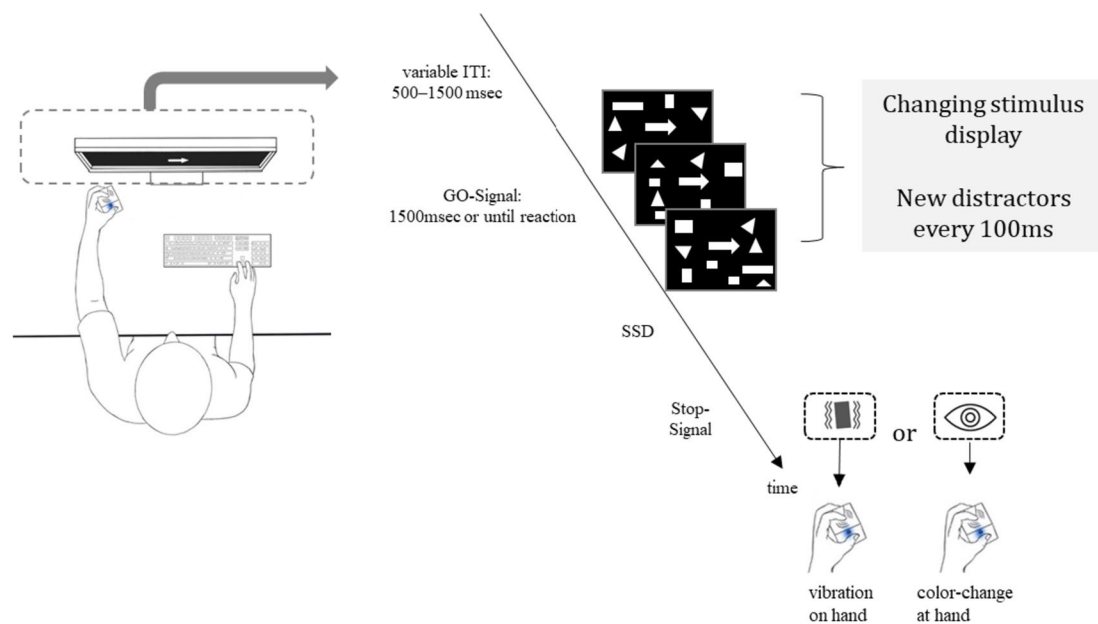 variable ITI:
500–1500 msec
Changing stimulus
display
New distractors
every 100ms
GO-Signal:
1500msec or until reaction
SSD
Stop-
Signal
or
time
vibration
on hand
color-change
at hand